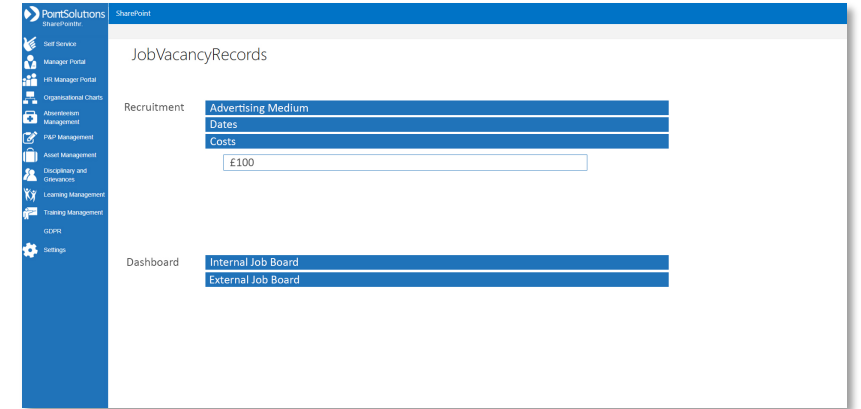 PointSolutions
SharePointhr.
SharePoint
Self Service
Manager Portal
HR Manager Portal
Organisational Charts
Absenteeism
Management
P&P Management
Asset Management
Disciplinary and
Grievances
Learning Management
Training Management
GDPR
Settings
JobVacancyRecords
Recruitment
Advertising Medium
Dates
Costs
£100
Dashboard
Internal Job Board
External Job Board